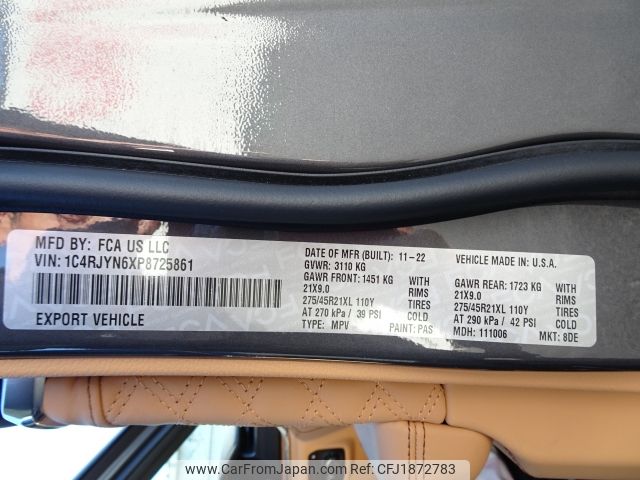 MFD BY: FCA US LLC
VIN: 1C4RJYN6XP8725861
EXPORT VEHICLE
DATE OF MFR (BUILT): 11-22
GVWR: 3110 KG
GAWR FRONT: 1451 KG WITH
21X9.0 RIMS
275/45R21XL 110Y TIRES
AT 270 kPa / 39 PSI COLD
TYPE: MPV PAINT: PAS
VEHICLE MADE IN: U.S.A.
GAWR REAR: 1723 KG WITH
21X9.0 RIMS
275/45R21XL 110Y TIRES
AT 290 kPa / 42 PSI COLD
MDH: 111006 MKT: 8DE
Car From Japan CARFROMJAPAN.COM - CFJ1872783